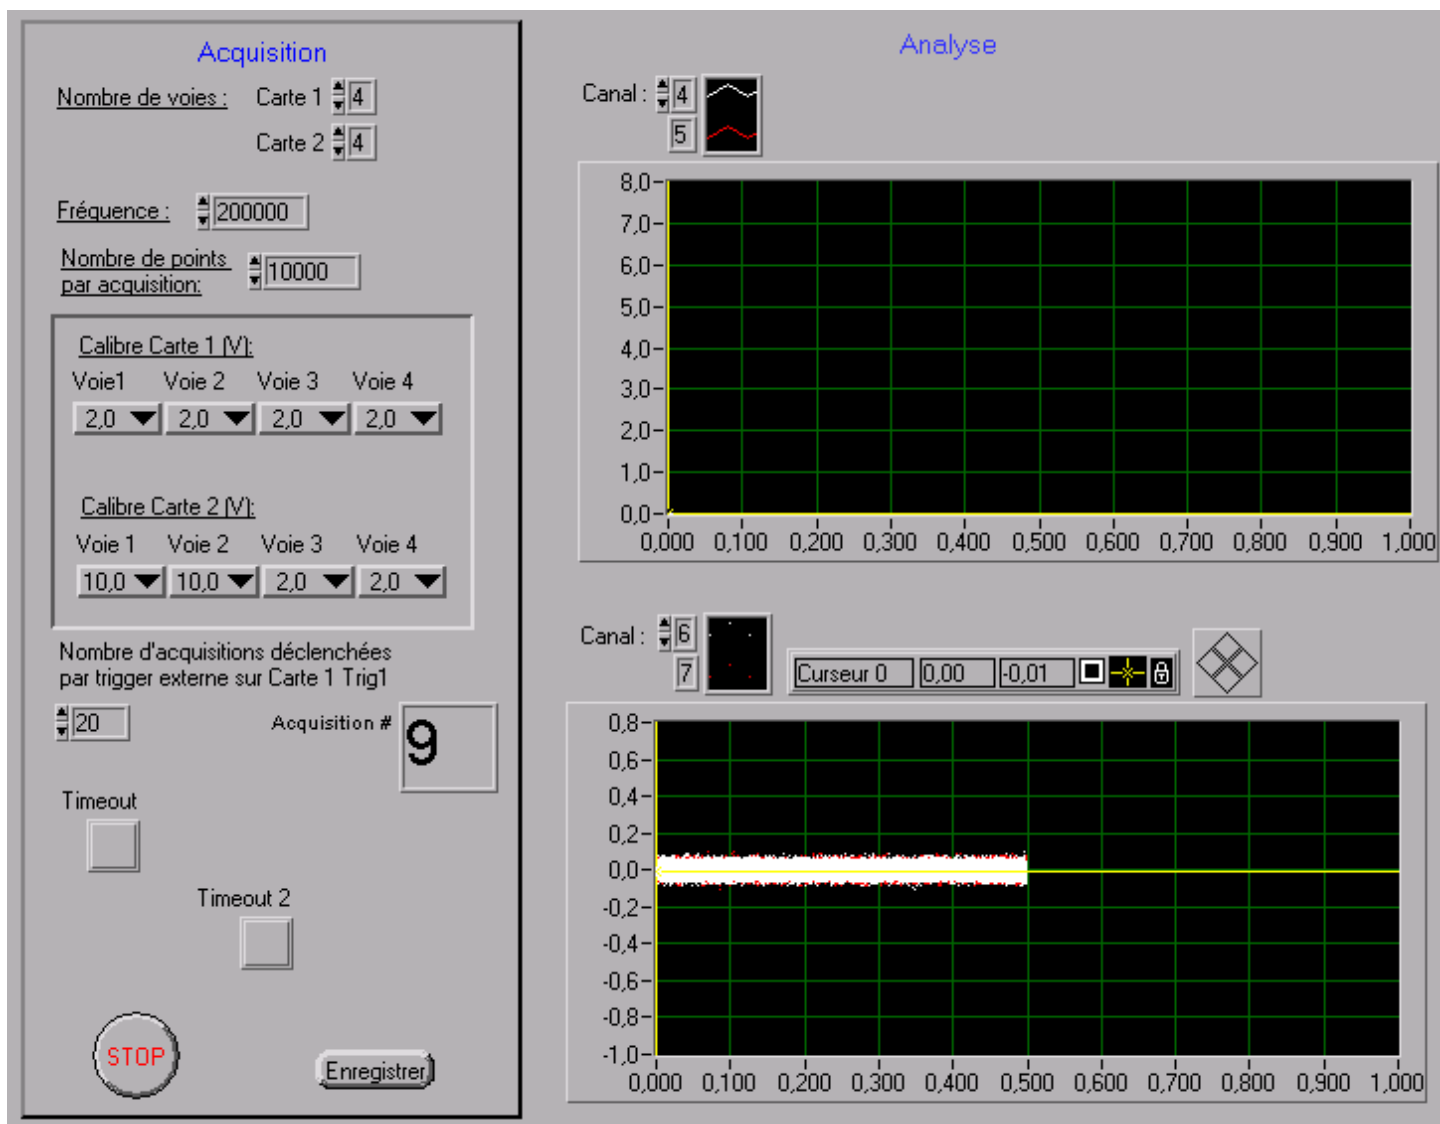 Acquisition
Nombre de voies : Carte 1 4
Carte 2 4
Fréquence : 200000
Nombre de points
par acquisition: 10000
Calibre Carte 1 (V):
Voie1 Voie 2 Voie 3 Voie 4
2,0 2,0 2,0 2,0
Calibre Carte 2 (V):
Voie 1 Voie 2 Voie 3 Voie 4
10,0 10,0 2,0 2,0
Nombre d'acquisitions déclenchées
par trigger externe sur Carte 1 Trig1
20 Acquisition # 9
Timeout
Timeout 2
STOP Enregistrer
Analyse
Canal : 4
5
8,0
7,0
6,0
5,0
4,0
3,0
2,0
1,0
0,0
0,000 0,100 0,200 0,300 0,400 0,500 0,600 0,700 0,800 0,900 1,000
Canal : 6
7 Curseur 0 0,00 -0,01
0,8
0,6
0,4
0,2
0,0
-0,2
-0,4
-0,6
-0,8
-1,0
0,000 0,100 0,200 0,300 0,400 0,500 0,600 0,700 0,800 0,900 1,000